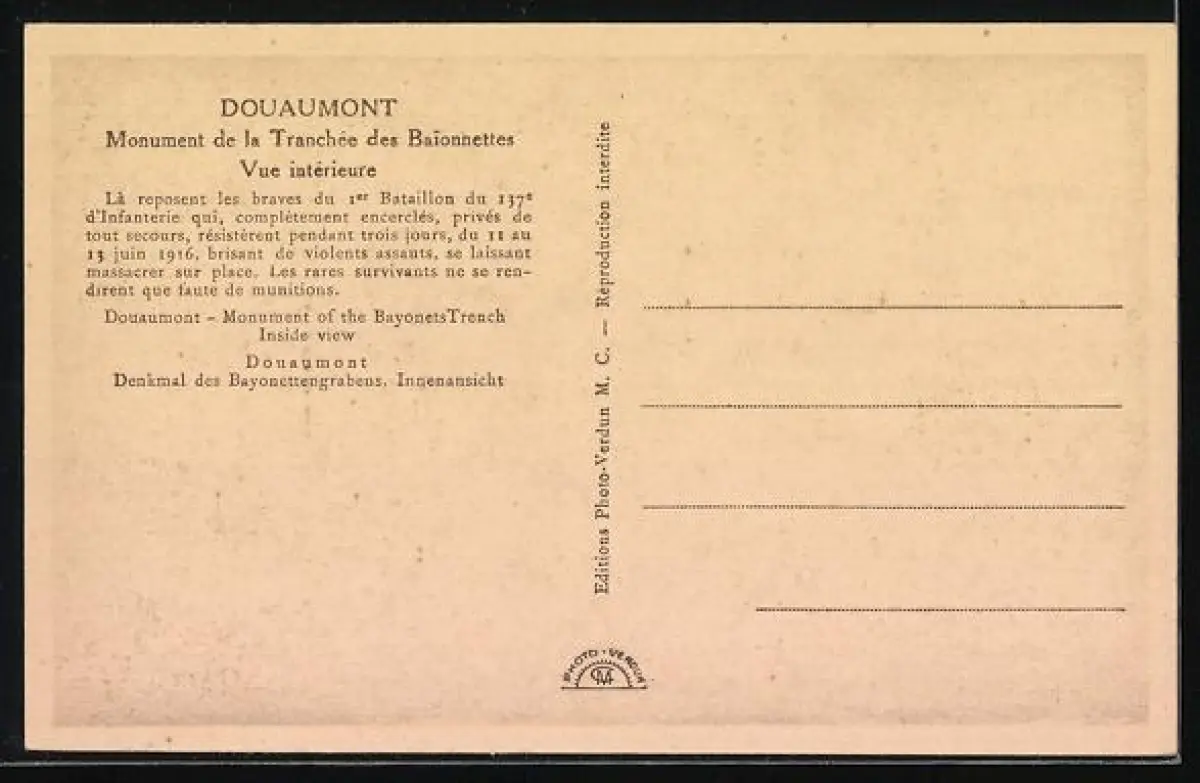 DOUAUMONT
Monument de la Tranchée des Baïonnettes
Vue intérieure
Là reposent les braves du 1er Bataillon du 137e
d'Infanterie qui, complètement encerclés, privés de
tout secours, résistèrent pendant trois jours, du 11 au
13 juin 1916, brisant de violents assauts, se laissant
massacrer sur place. Les rares survivants ne se ren-
dirent que faute de munitions.
Douaumont - Monument of the BayonetsTrench
Inside view
Douaumont
Denkmal des Bayonettengrabens. Innenansicht
Editions Photo-Verdun M. C. — Reproduction interdite
PHOTO · VERDUN
CM